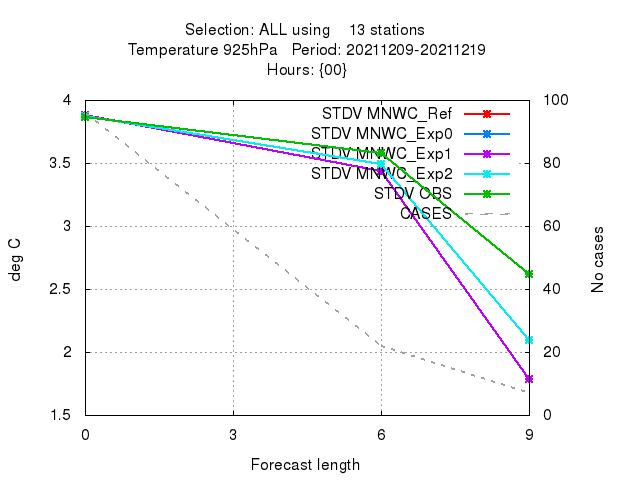 Selection: ALL using 13 stations
Temperature 925hPa Period: 20211209-20211219
Hours: {00}
4
3.5
3
2.5
2
1.5
100
80
60
40
20
0
0 3 6 9
deg C
No cases
Forecast length
STDV MNWC_Ref
STDV MNWC_Exp0
STDV MNWC_Exp1
STDV MNWC_Exp2
STDV OBS
CASES